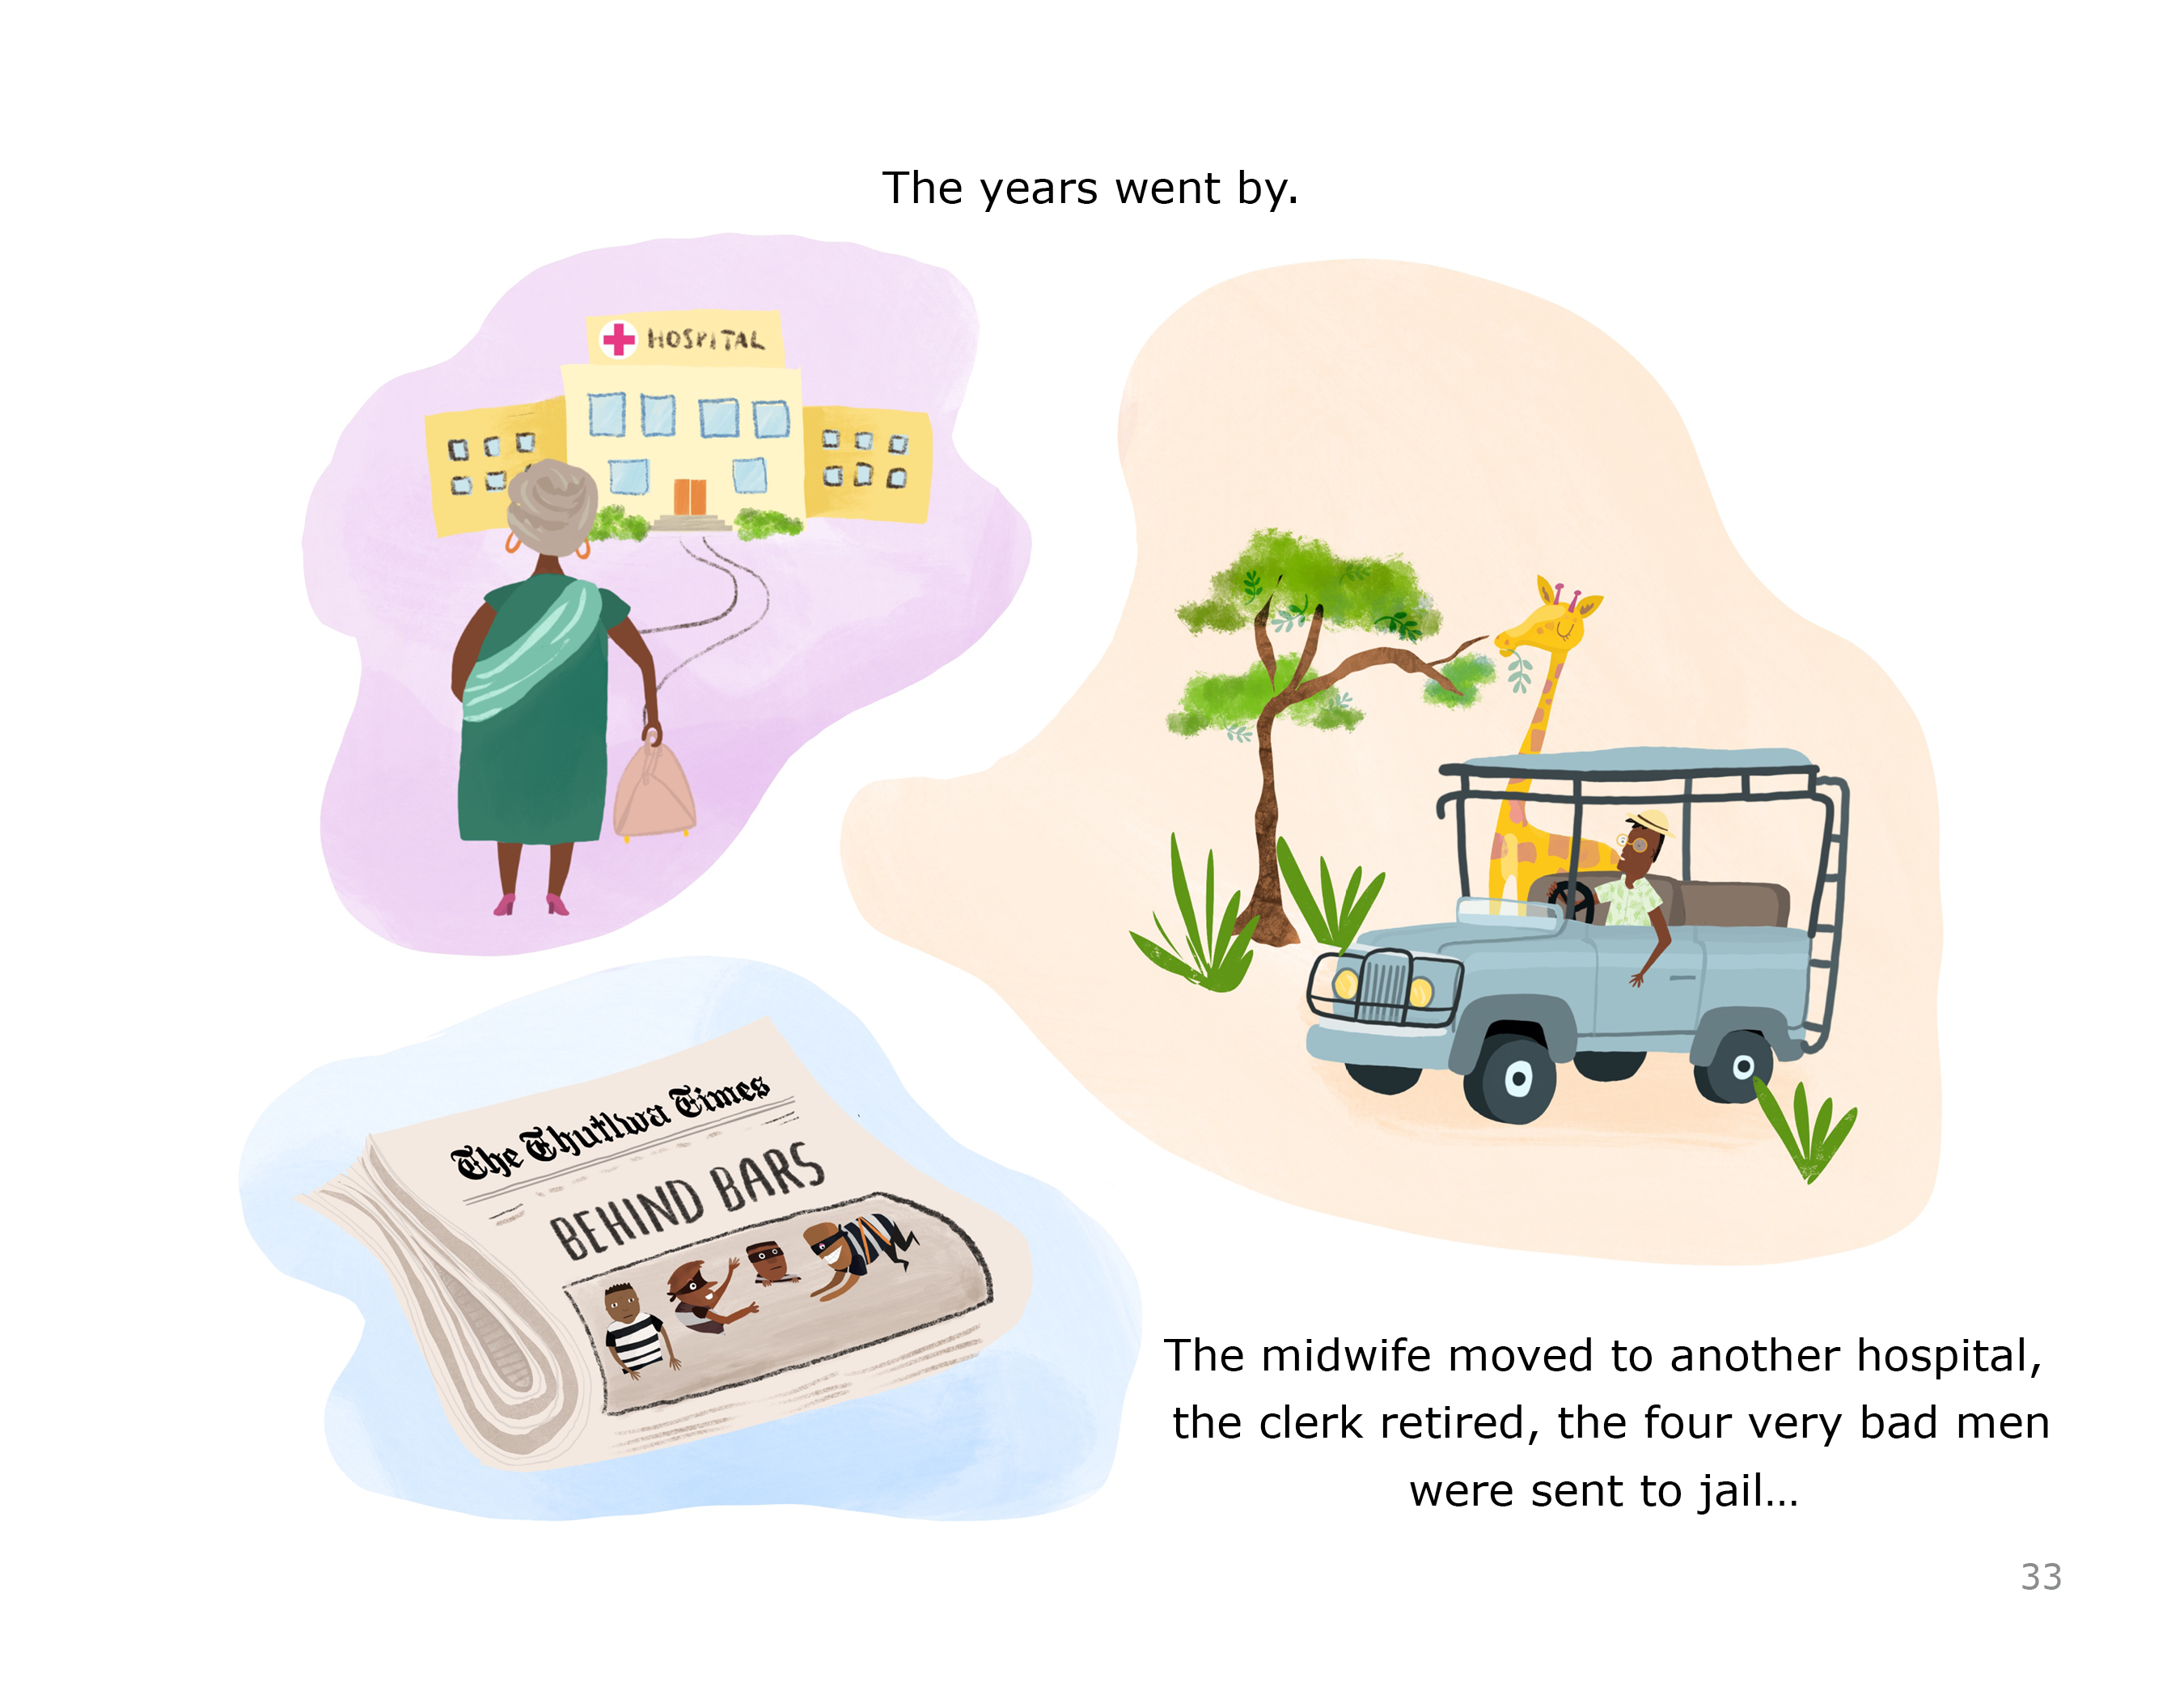 The years went by.
HOSPITAL
The Thutlwa Times
BEHIND BARS
The midwife moved to another hospital,
the clerk retired, the four very bad men
were sent to jail…
33